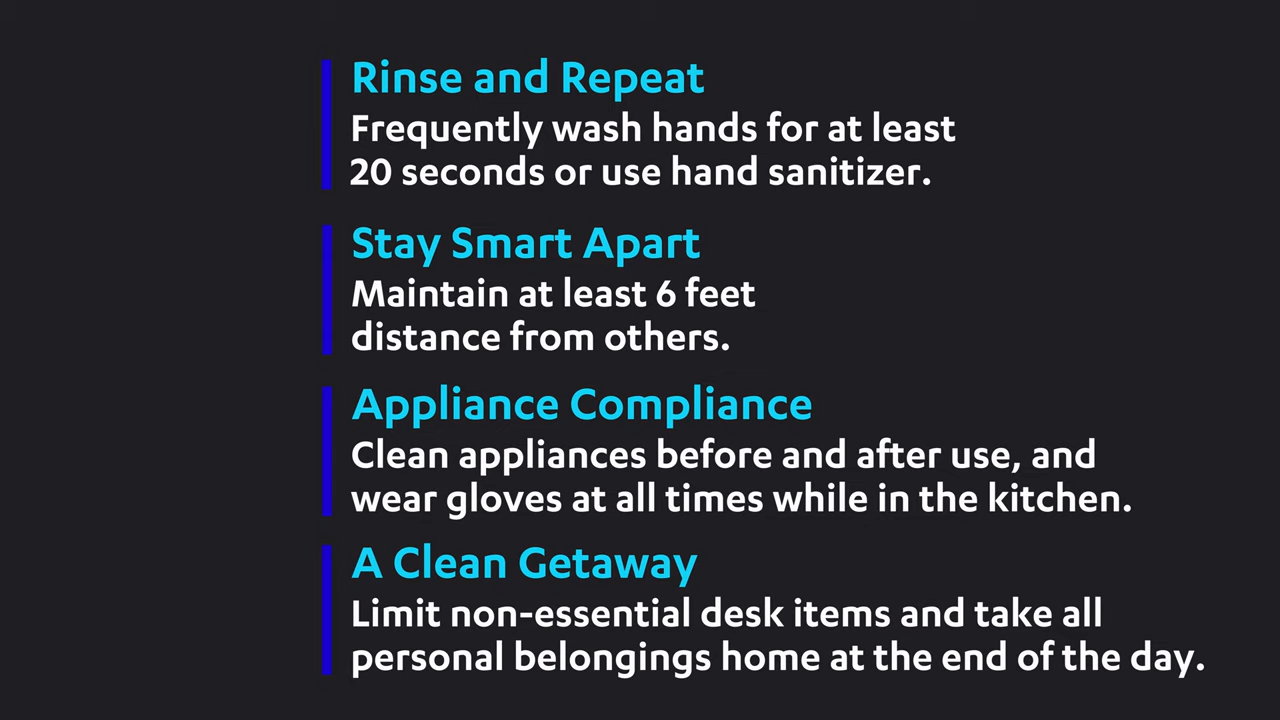 Rinse and Repeat
Frequently wash hands for at least
20 seconds or use hand sanitizer.
Stay Smart Apart
Maintain at least 6 feet
distance from others.
Appliance Compliance
Clean appliances before and after use, and
wear gloves at all times while in the kitchen.
A Clean Getaway
Limit non-essential desk items and take all
personal belongings home at the end of the day.